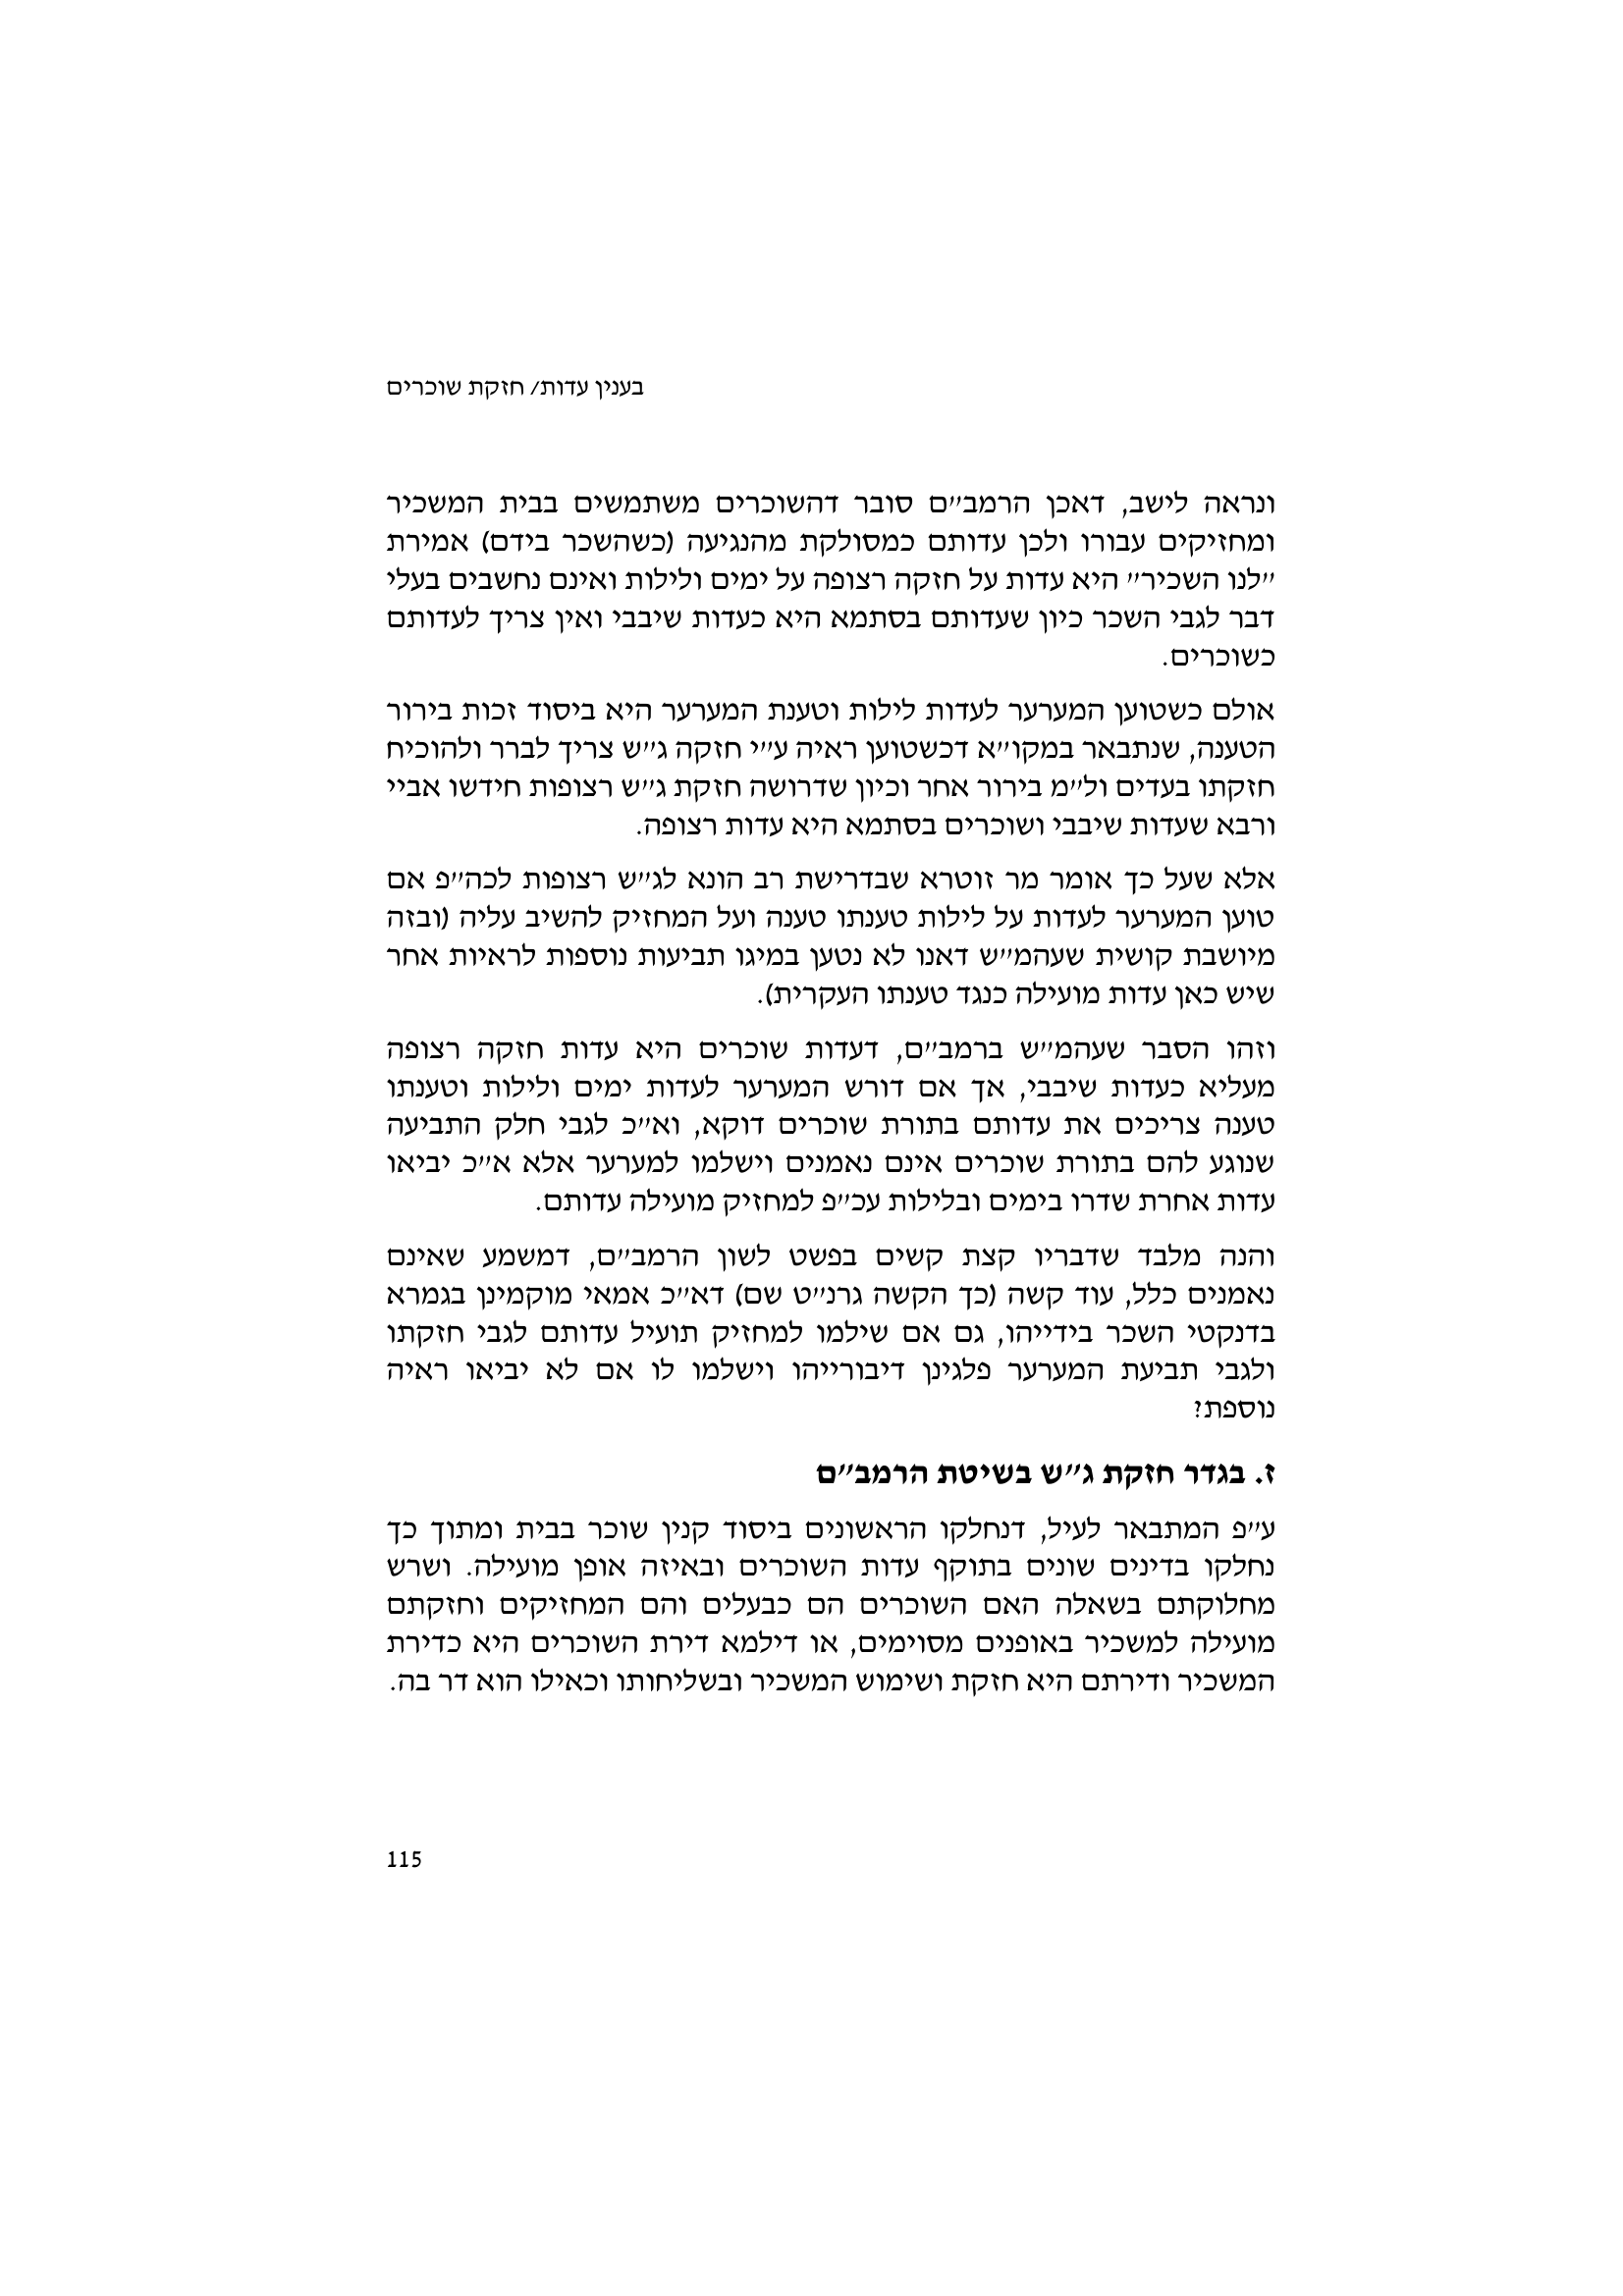 בענין עדות/ חזקת שוכרים
ונראה לישב, דאכן הרמב״ם סובר דהשוכרים משתמשים בבית המשכיר
ומחזיקים עבורו ולכן עדותם כמסולקת מהנגיעה (כשהשכר בידם) אמירת
״לנו השכיר״ היא עדות על חזקה רצופה על ימים ולילות ואינם נחשבים בעלי
דבר לגבי השכר כיון שעדותם בסתמא היא כעדות שיבבי ואין צריך לעדותם
כשוכרים.
אולם כשטוען המערער לעדות לילות וטענת המערער היא ביסוד זכות בירור
הטענה, שנתבאר במקו״א דכשטוען ראיה ע״י חזקה ג״ש צריך לברר ולהוכיח
חזקתו בעדים ול״מ בירור אחר וכיון שדרושה חזקת ג״ש רצופות חידשו אביי
ורבא שעדות שיבבי ושוכרים בסתמא היא עדות רצופה.
אלא שעל כך אומר מר זוטרא שבדרישת רב הונא לג״ש רצופות לכה״פ אם
טוען המערער לעדות על לילות טענתו טענה ועל המחזיק להשיב עליה (ובזה
מיושבת קושית שעהמ״ש דאנו לא נטען במיגו תביעות נוספות לראיות אחר
שיש כאן עדות מועילה כנגד טענתו העקרית).
וזהו הסבר שעהמ״ש ברמב״ם, דעדות שוכרים היא עדות חזקה רצופה
מעליא כעדות שיבבי, אך אם דורש המערער לעדות ימים ולילות וטענתו
טענה צריכים את עדותם בתורת שוכרים דוקא, וא״כ לגבי חלק התביעה
שנוגע להם בתורת שוכרים אינם נאמנים וישלמו למערער אלא א״כ יביאו
עדות אחרת שדרו בימים ובלילות עכ״פ למחזיק מועילה עדותם.
והנה מלבד שדבריו קצת קשים בפשט לשון הרמב״ם, דמשמע שאינם
נאמנים כלל, עוד קשה (כך הקשה גרנ״ט שם) דא״כ אמאי מוקמינן בגמרא
בדנקטי השכר בידייהו, גם אם שילמו למחזיק תועיל עדותם לגבי חזקתו
ולגבי תביעת המערער פלגינן דיבורייהו וישלמו לו אם לא יביאו ראיה
נוספת?
ז. בגדר חזקת ג״ש בשיטת הרמב״ם
ע״פ המתבאר לעיל, דנחלקו הראשונים ביסוד קנין שוכר בבית ומתוך כך
נחלקו בדינים שונים בתוקף עדות השוכרים ובאיזה אופן מועילה. ושרש
מחלוקתם בשאלה האם השוכרים הם כבעלים והם המחזיקים וחזקתם
מועילה למשכיר באופנים מסוימים, או דילמא דירת השוכרים היא כדירת
המשכיר ודירתם היא חזקת ושימוש המשכיר ובשליחותו וכאילו הוא דר בה.
115